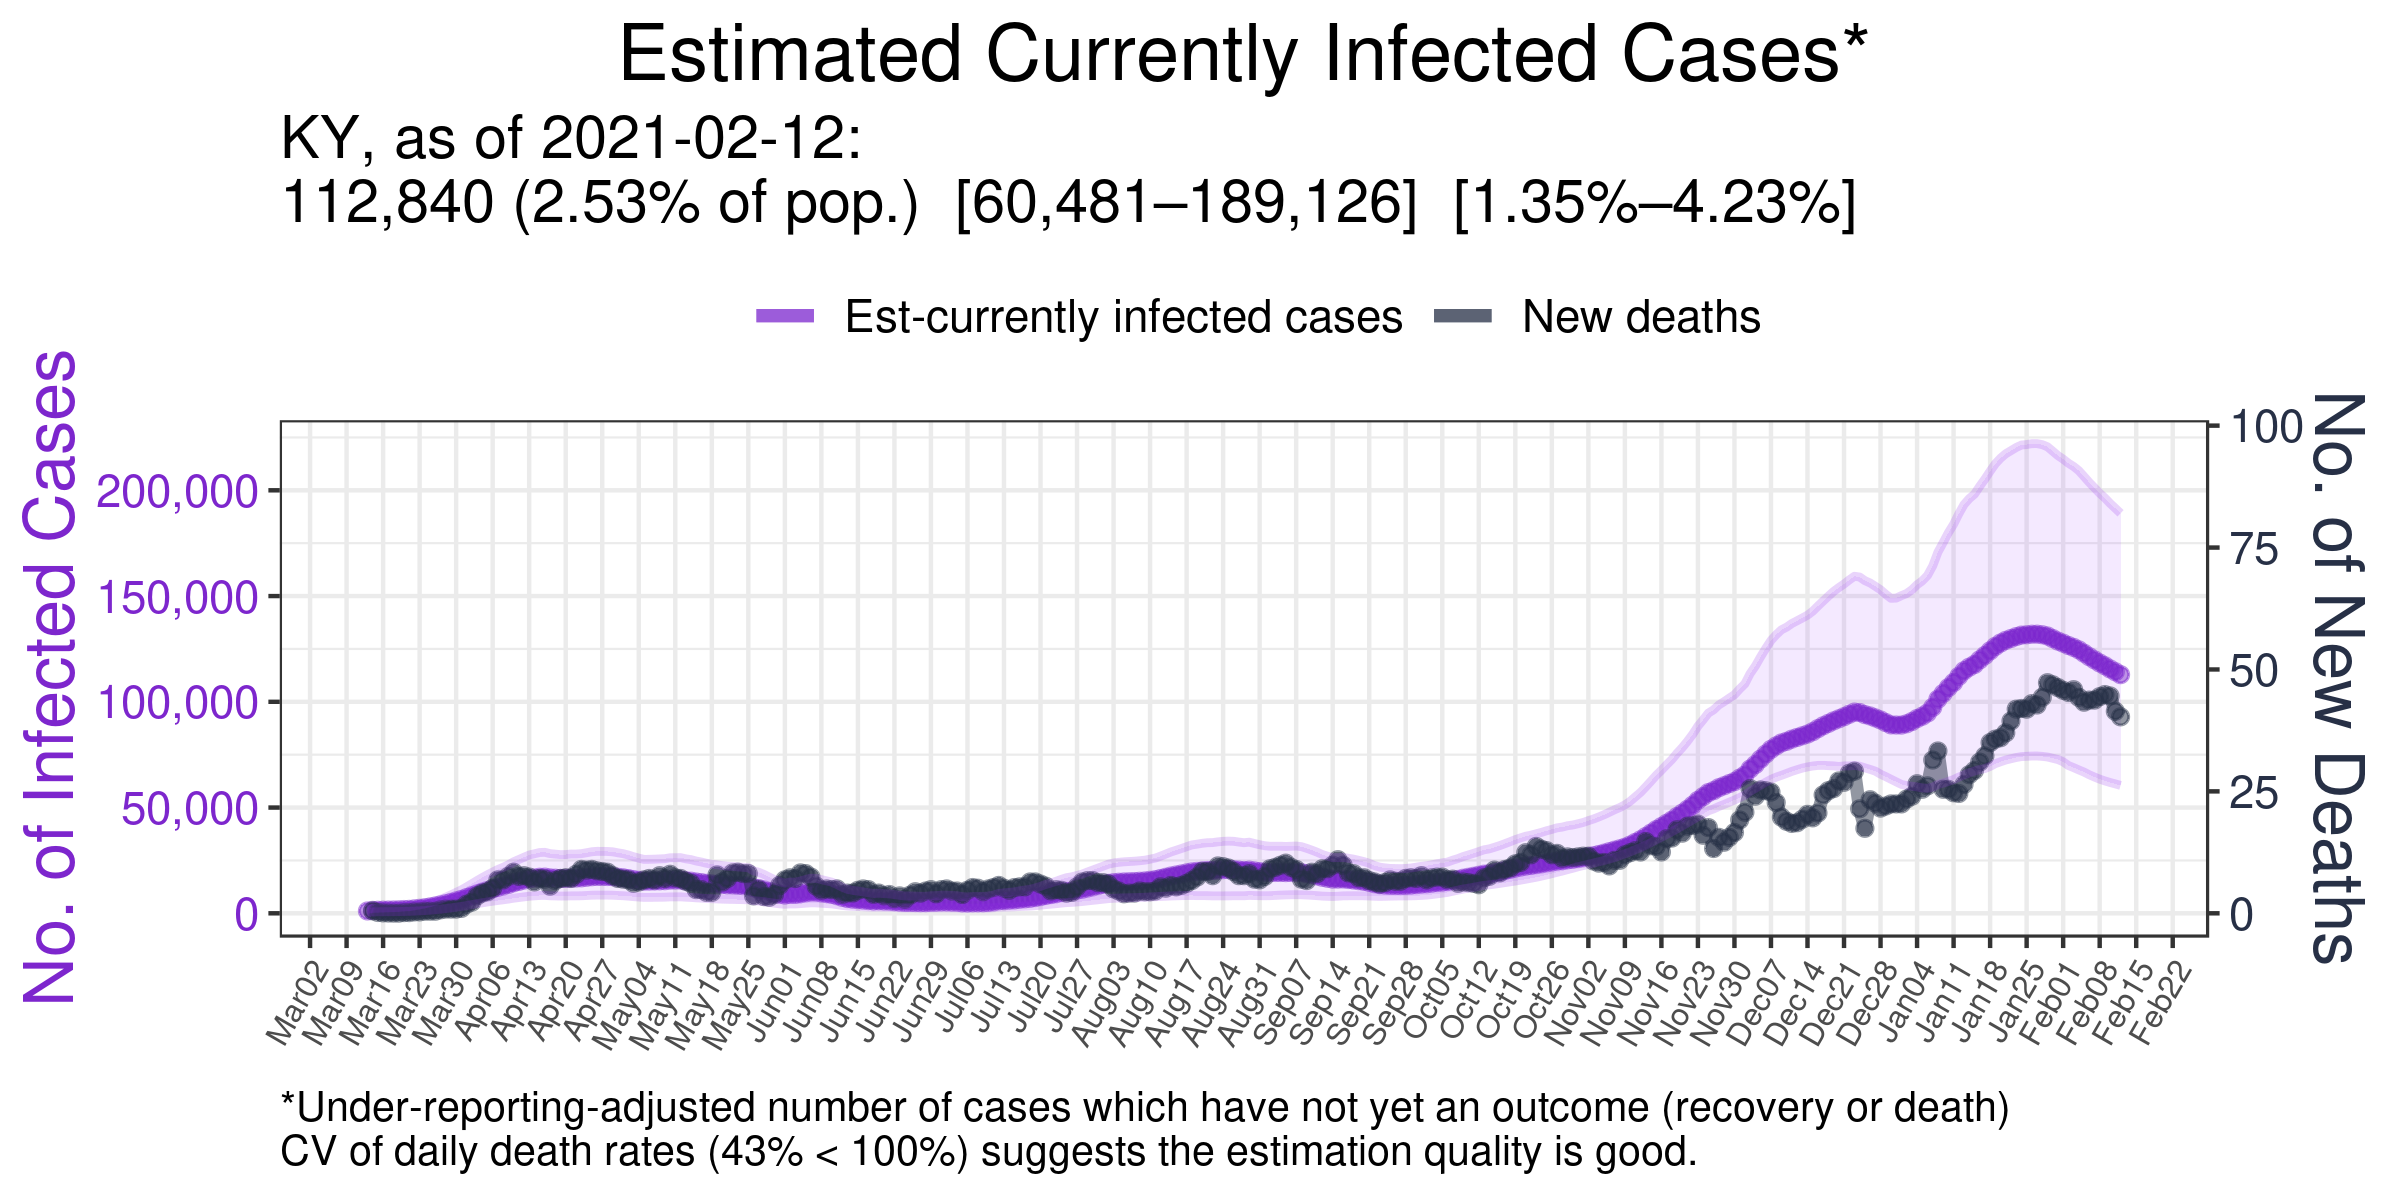 Estimated Currently Infected Cases*
KY, as of 2021-02-12:
112,840 (2.53% of pop.)  [60,481–189,126]  [1.35%–4.23%]
Est-currently infected cases
New deaths
No. of Infected Cases
200,000
150,000
100,000
50,000
0
100
75
50
25
0
No. of New Deaths
Mar02
Mar09
Mar16
Mar23
Mar30
Apr06
Apr13
Apr20
Apr27
May04
May11
May18
May25
Jun01
Jun08
Jun15
Jun22
Jun29
Jul06
Jul13
Jul20
Jul27
Aug03
Aug10
Aug17
Aug24
Aug31
Sep07
Sep14
Sep21
Sep28
Oct05
Oct12
Oct19
Oct26
Nov02
Nov09
Nov16
Nov23
Nov30
Dec07
Dec14
Dec21
Dec28
Jan04
Jan11
Jan18
Jan25
Feb01
Feb08
Feb15
Feb22
*Under-reporting-adjusted number of cases which have not yet an outcome (recovery or death)
CV of daily death rates (43% < 100%) suggests the estimation quality is good.